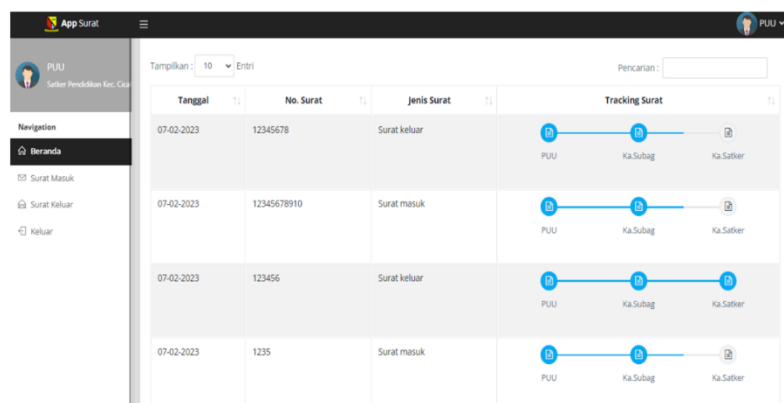 App Surat
PUU
PUU
Satker Pendidikan Kec.
Navigation
Beranda
Surat Masuk
Surat Keluar
Keluar
Tampilkan : 10 Entri
Pencarian :
Tanggal No. Surat Jenis Surat Tracking Surat
07-02-2023 12345678 Surat keluar
PUU Ka.Subag Ka.Satker
07-02-2023 12345678910 Surat masuk
PUU Ka.Subag Ka.Satker
07-02-2023 123456 Surat keluar
PUU Ka.Subag Ka.Satker
07-02-2023 1235 Surat masuk
PUU Ka.Subag Ka.Satker